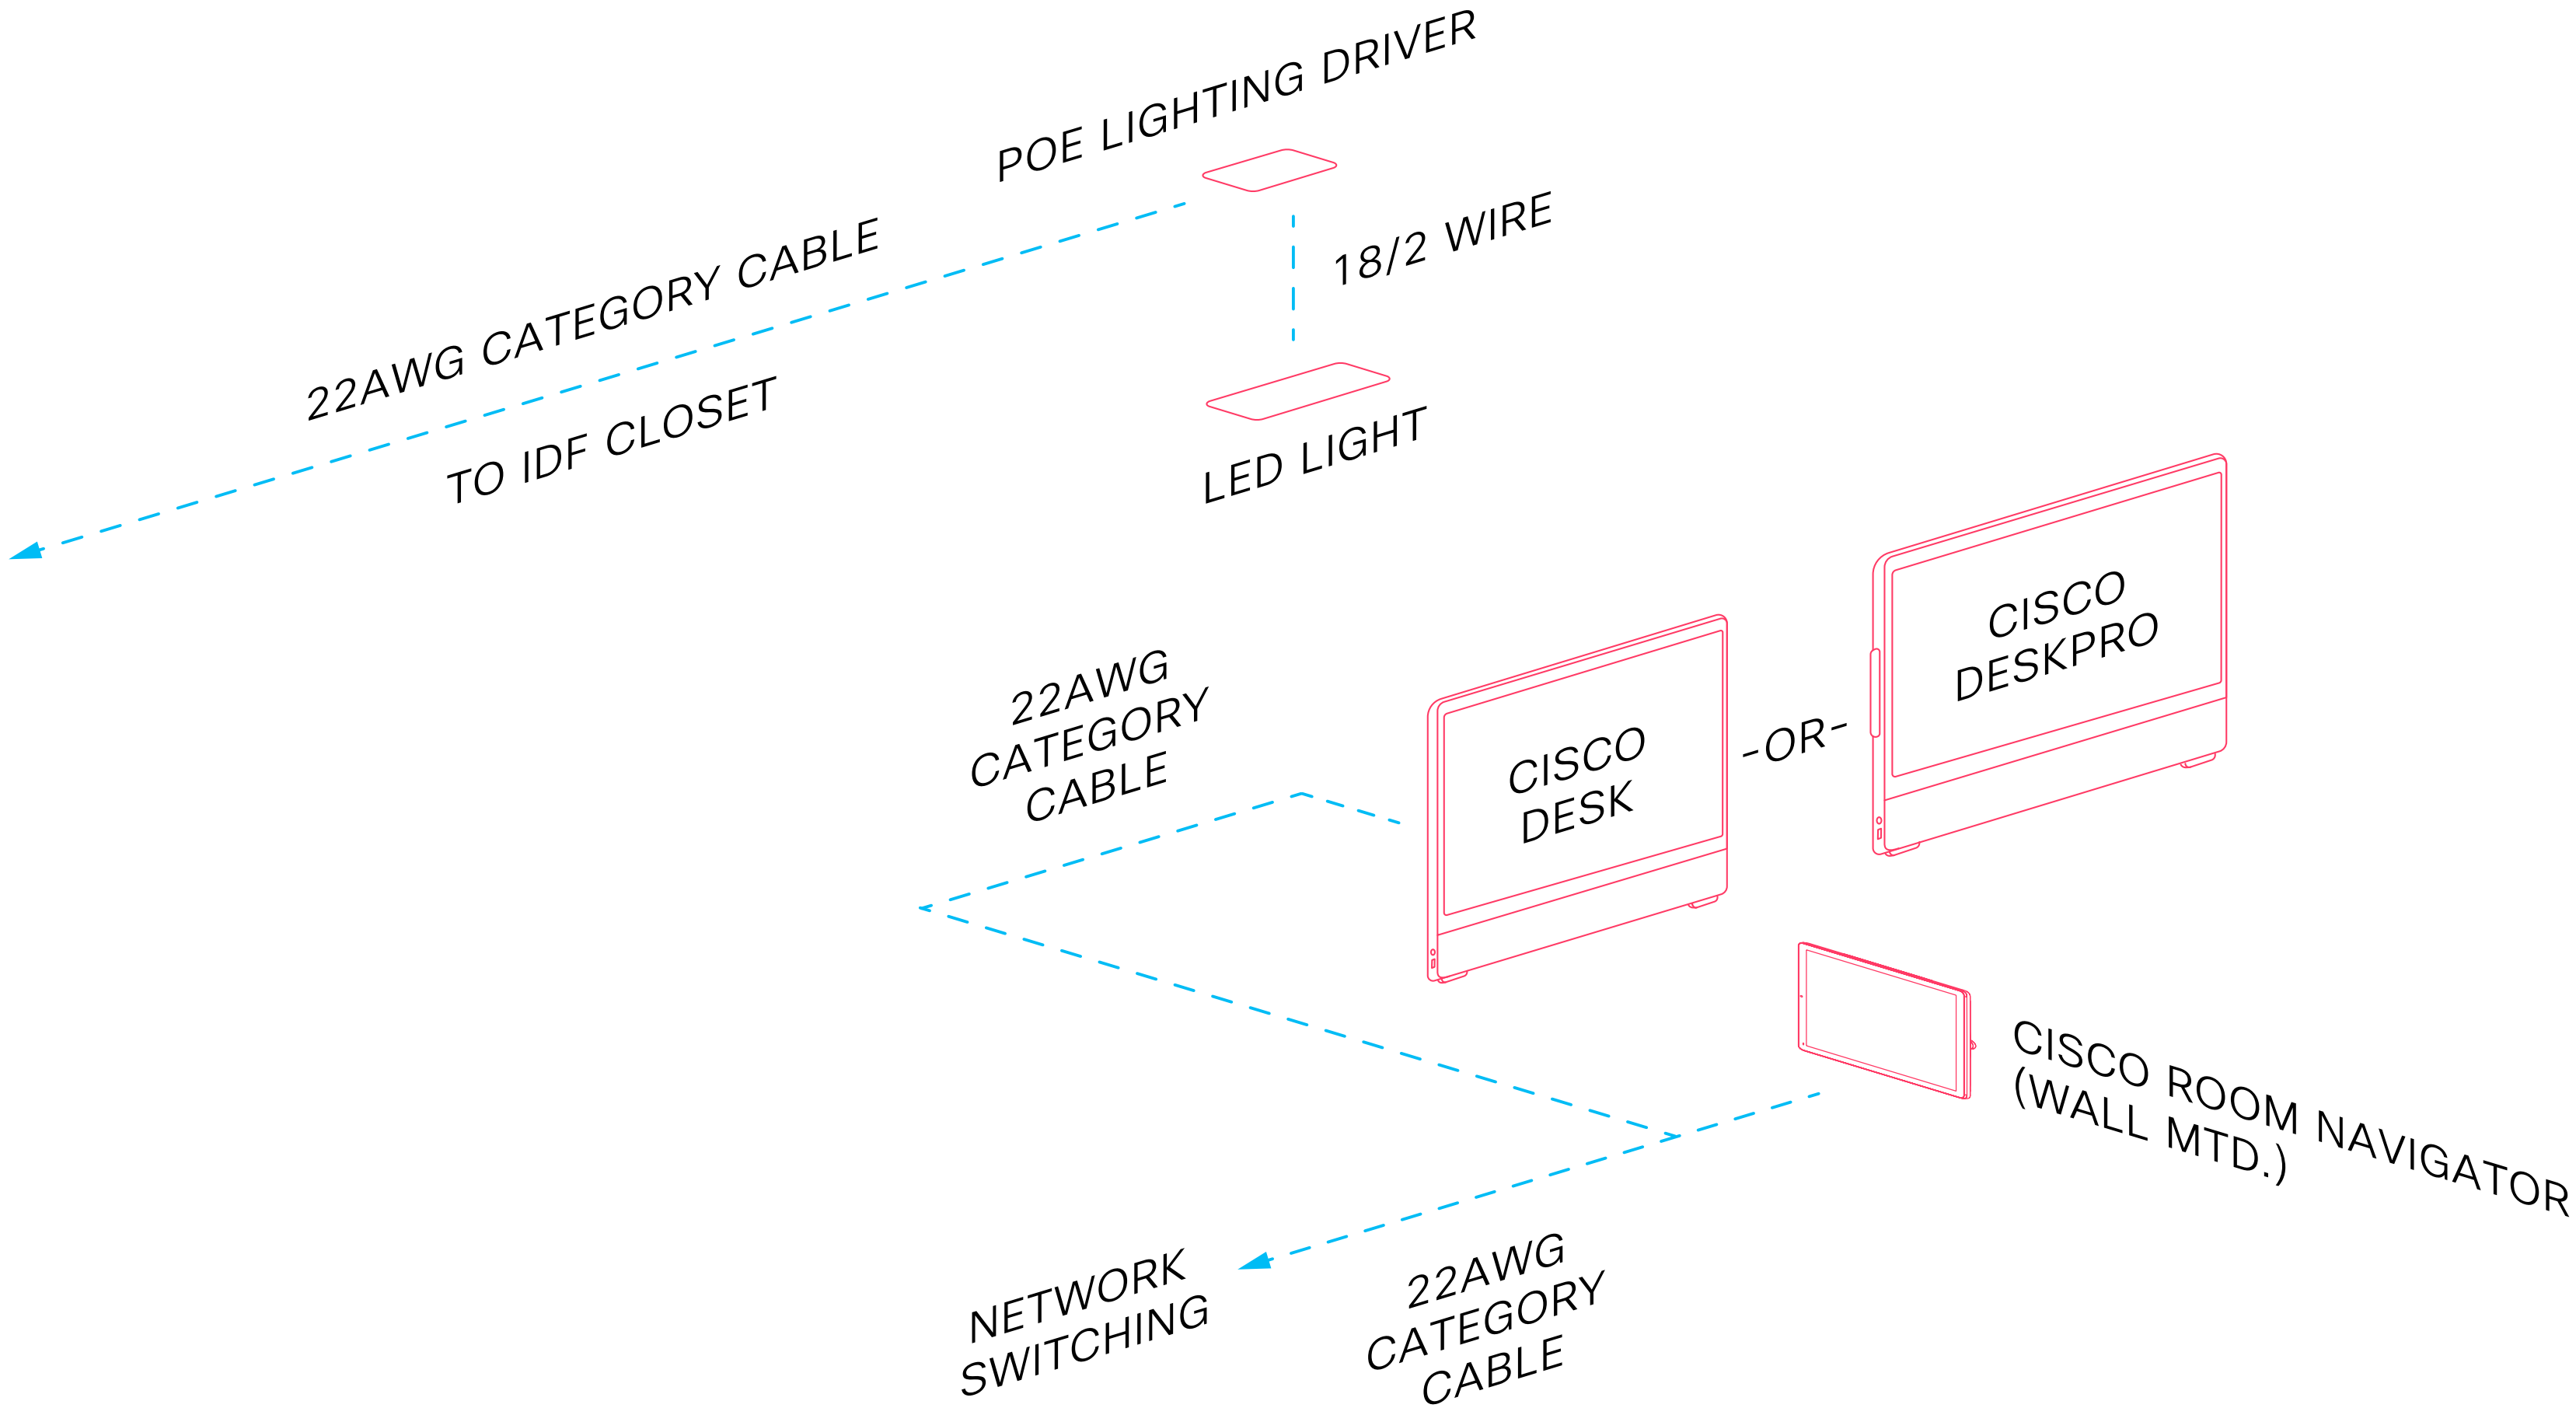 POE LIGHTING DRIVER
22AWG CATEGORY CABLE
18/2 WIRE
TO IDF CLOSET
LED LIGHT
CISCO
DESKPRO
22AWG
CATEGORY
CABLE
CISCO
DESK
-OR-
CISCO ROOM NAVIGATOR
(WALL MTD.)
NETWORK
SWITCHING
22AWG
CATEGORY
CABLE